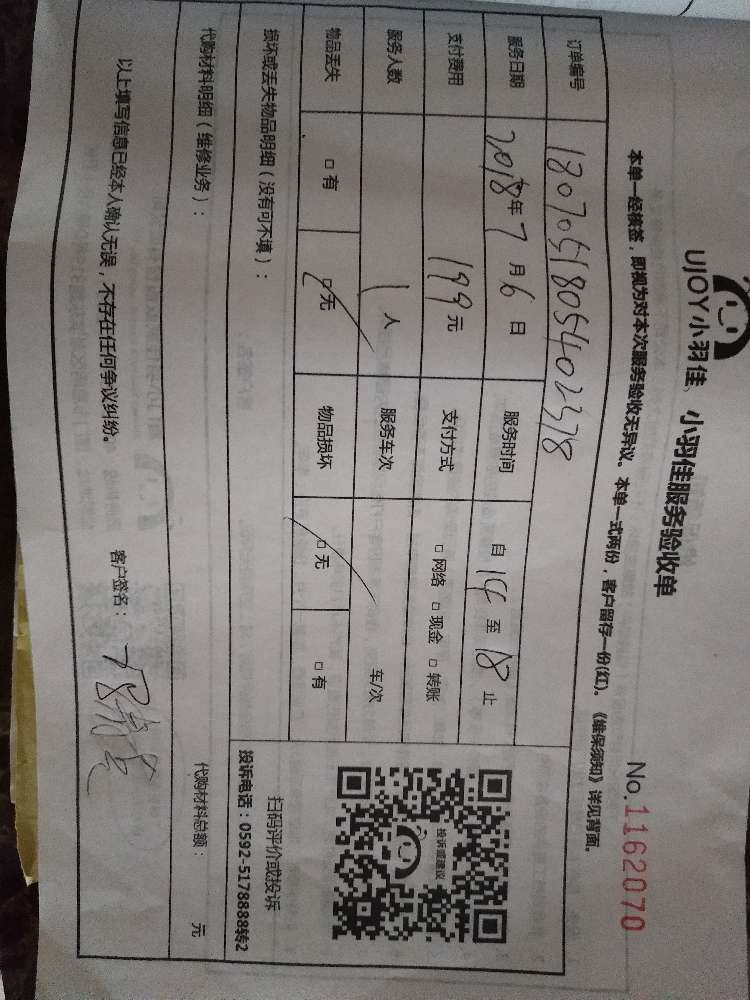 UJOY小羽佳 小羽佳服务验收单
No.1162070
本单一经核签，即视为对本次服务验收无异议。本单一式两份，客户留存一份(红)。《维保须知》详见背面。
订单编号 180705180540 2378
服务日期 2018年7月6日 服务时间 自14至18止
支付费用 199元 支付方式 □网络 □现金 □转账
服务人数 1人 服务车次 车/次
物品丢失 □有 □无 物品损坏 □无 □有
投诉或建议
扫码评价或投诉
投诉电话：0592-5178888转2
损坏或丢失物品明细（没有可不填）：
代购材料明细（维修业务）： 代购材料总额： 元
以上填写信息已经本人确认无误，不存在任何争议纠纷。 客户签名：